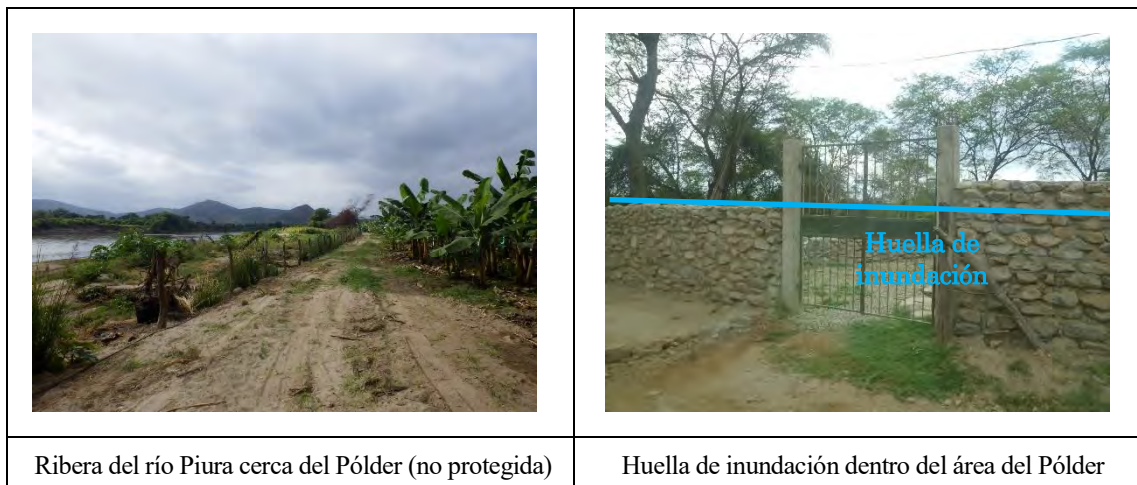 Huella de
inundación
Ribera del río Piura cerca del Pólder (no protegida)
Huella de inundación dentro del área del Pólder